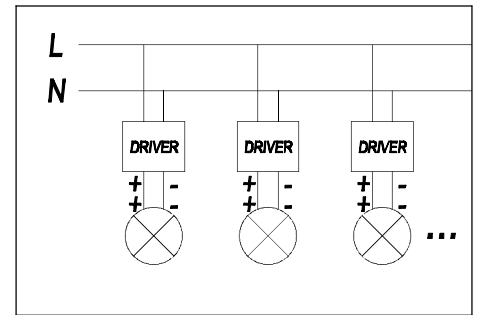 L
N
DRIVER DRIVER DRIVER
+ - + - + -
+ - + - + - ...